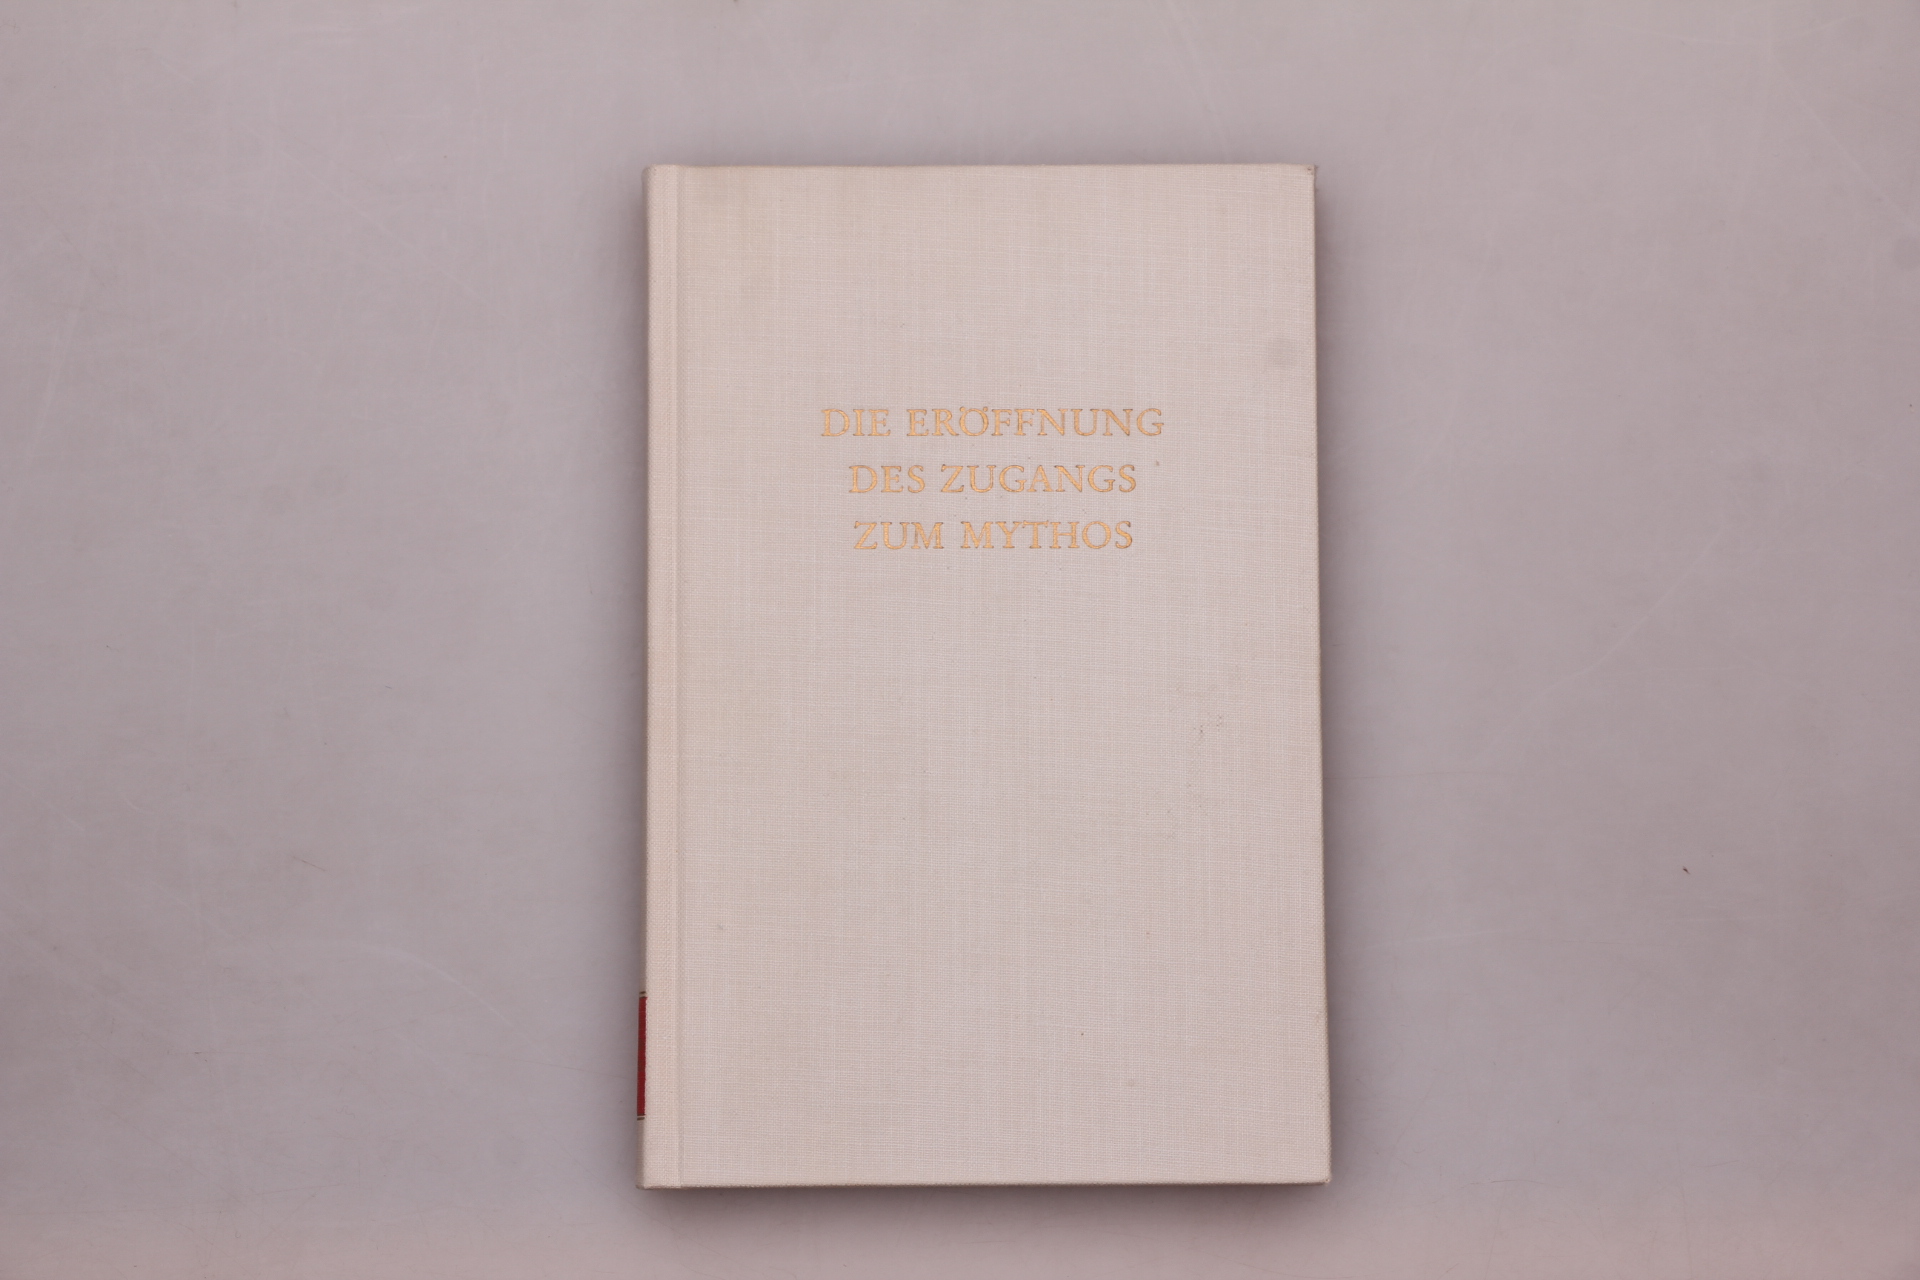 DIE ERÖFFNUNG
DES ZUGANGS
ZUM MYTHOS